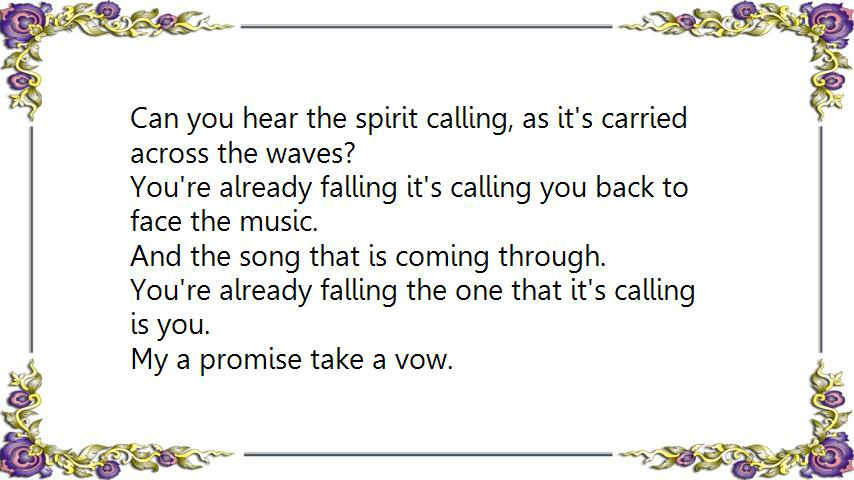 Can you hear the spirit calling, as it's carried
across the waves?
You're already falling it's calling you back to
face the music.
And the song that is coming through.
You're already falling the one that it's calling
is you.
My a promise take a vow.